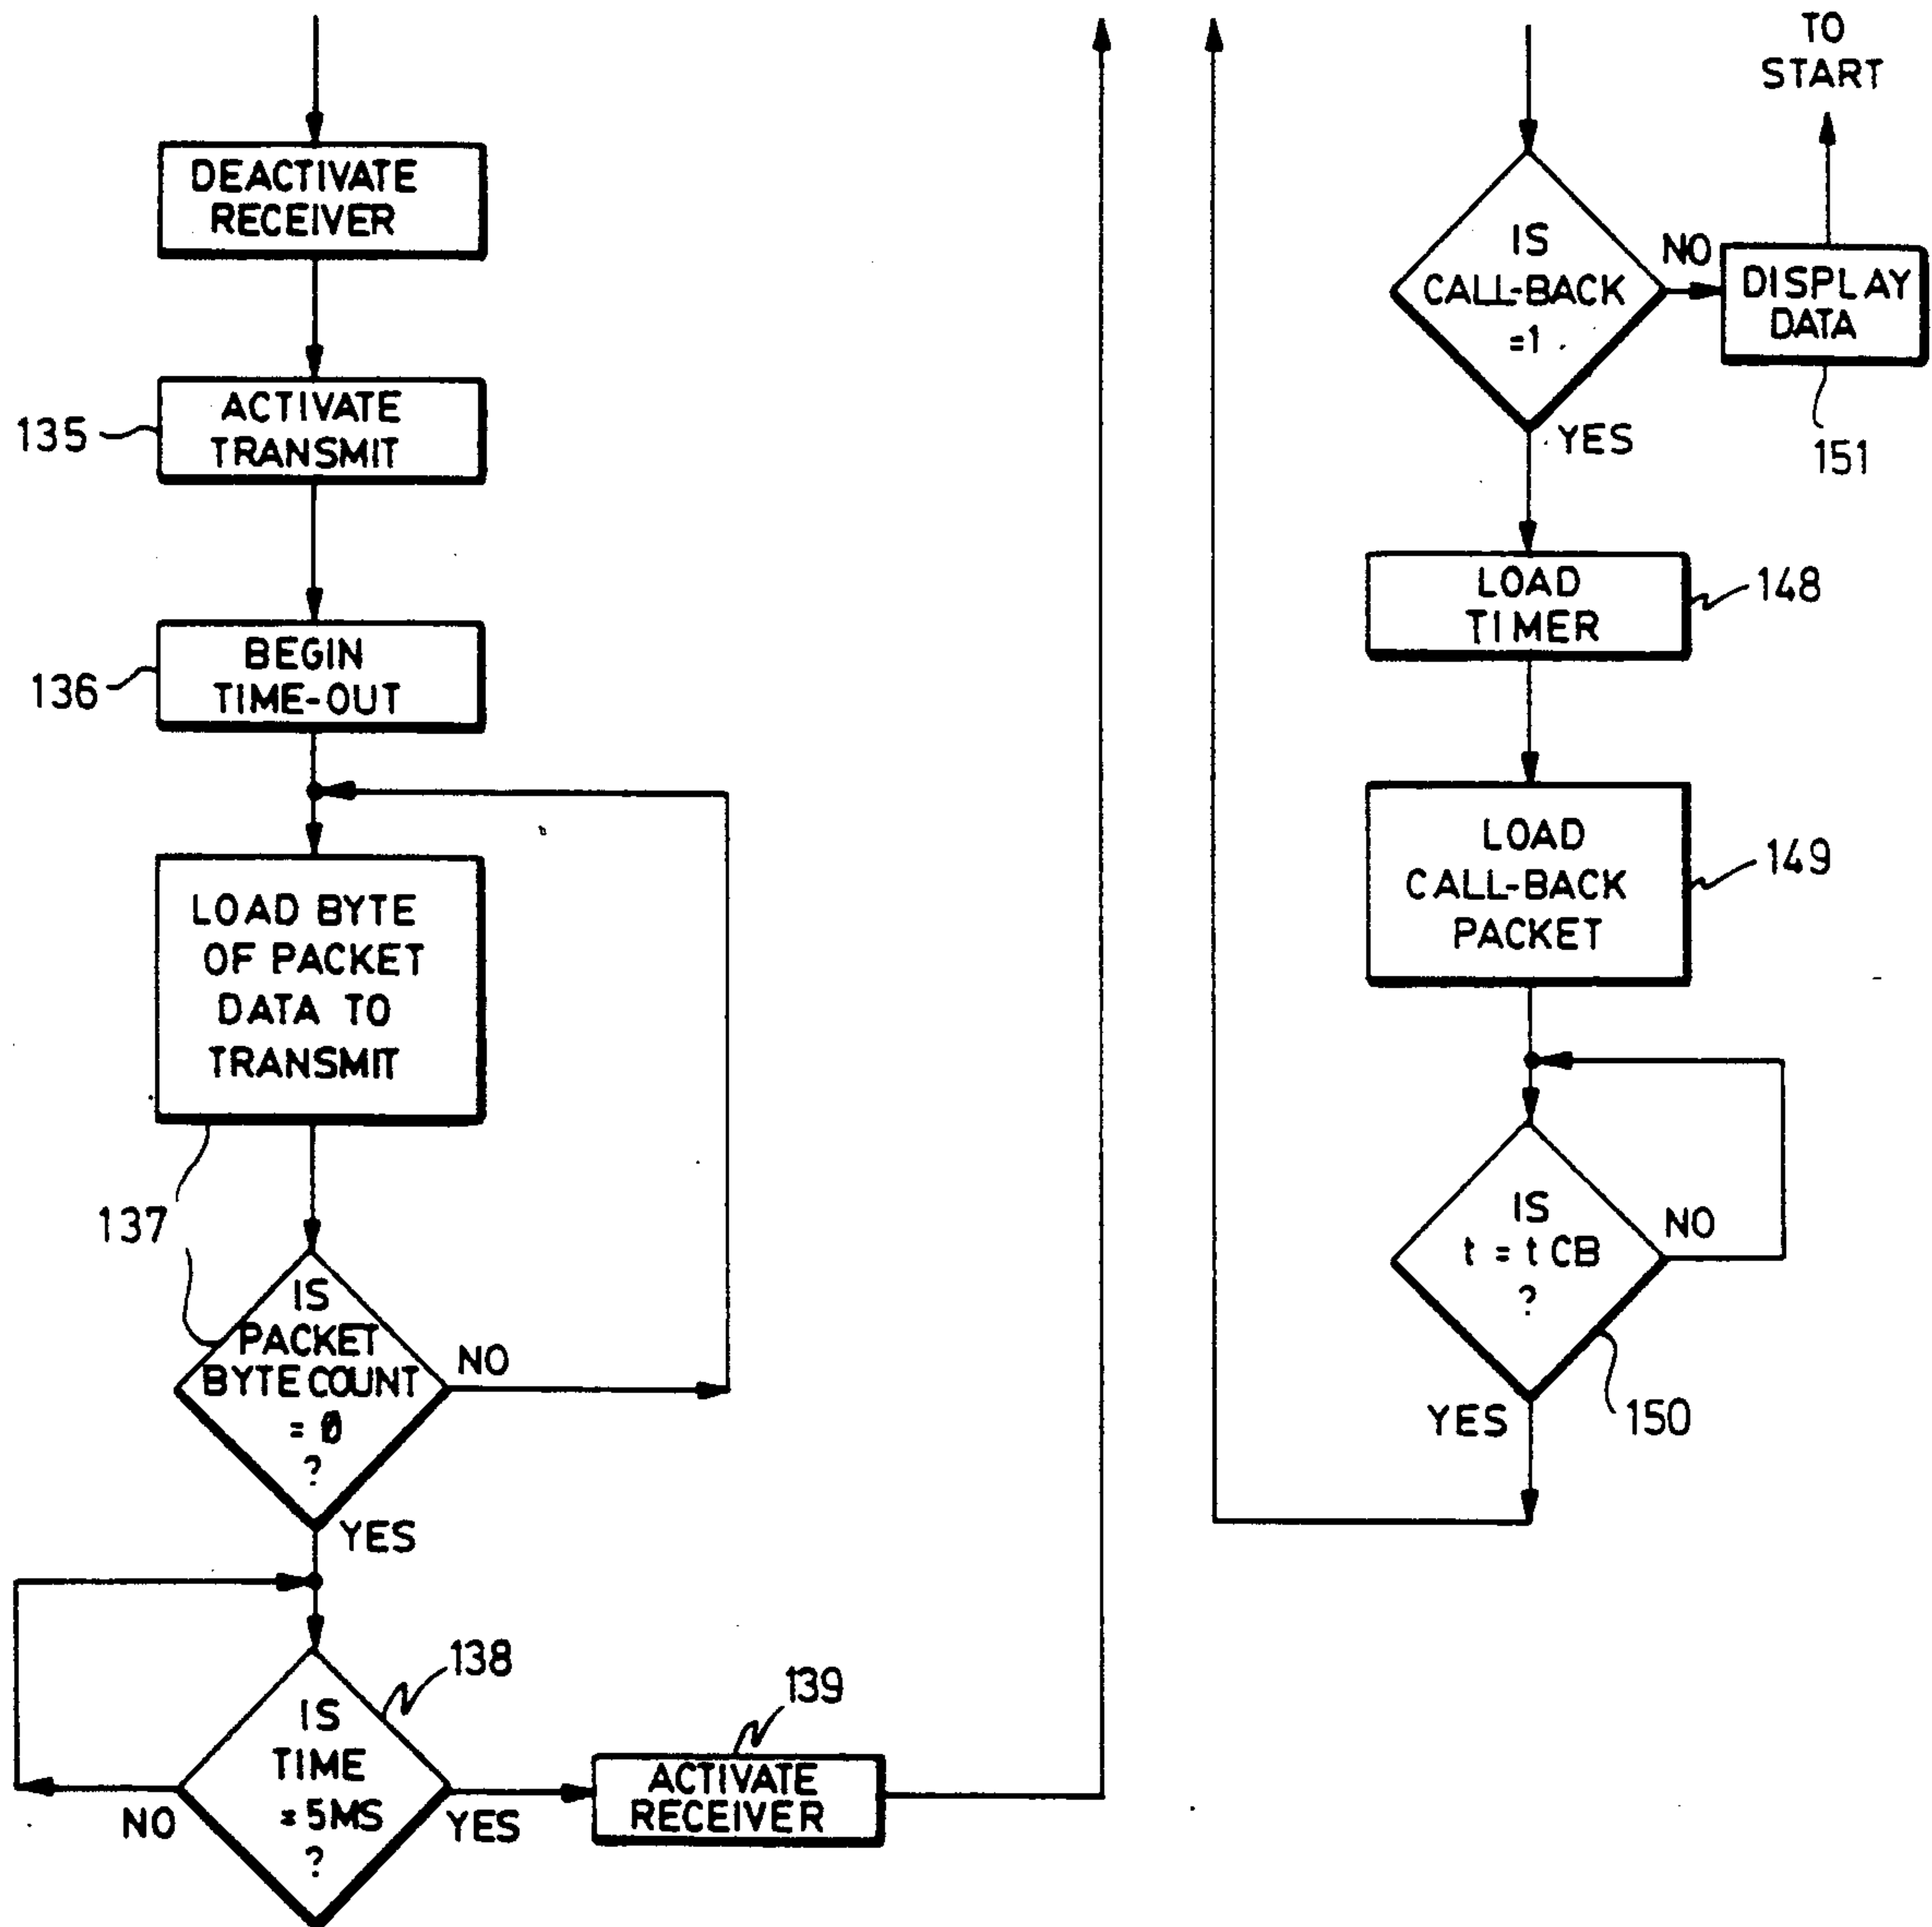 DEACTIVATE
RECEIVER
ACTIVATE
TRANSMIT
135
BEGIN
TIME-OUT
136
LOAD BYTE
OF PACKET
DATA TO
TRANSMIT
137
IS
PACKET
BYTE COUNT
= 0
?
NO
YES
IS
TIME
= 5MS
?
138
NO
YES
139
ACTIVATE
RECEIVER
TO
START
IS
CALL-BACK
=1
NO
DISPLAY
DATA
151
YES
LOAD
TIMER
148
LOAD
CALL-BACK
PACKET
149
IS
t = t CB
?
NO
YES
150